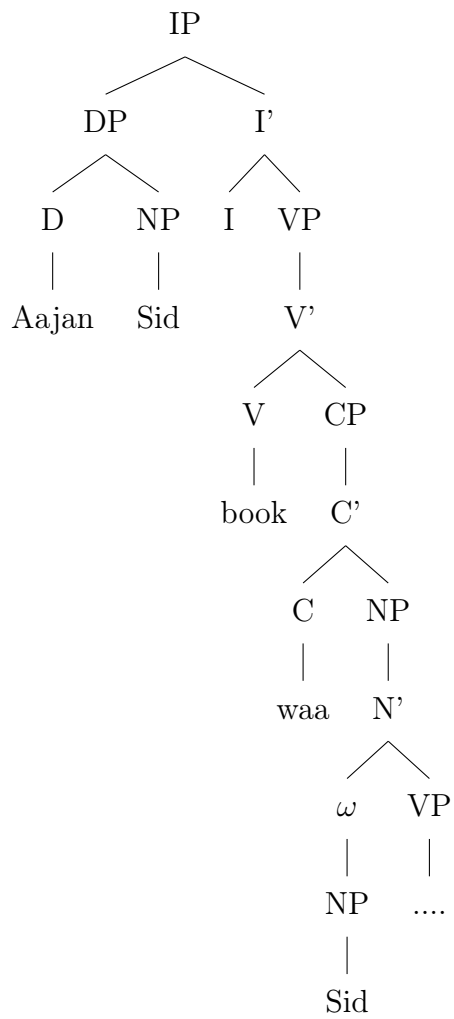 IP
DP I’
D NP I VP
Aajan Sid V’
V CP
book C’
C NP
waa N’
ω VP
NP ....
Sid